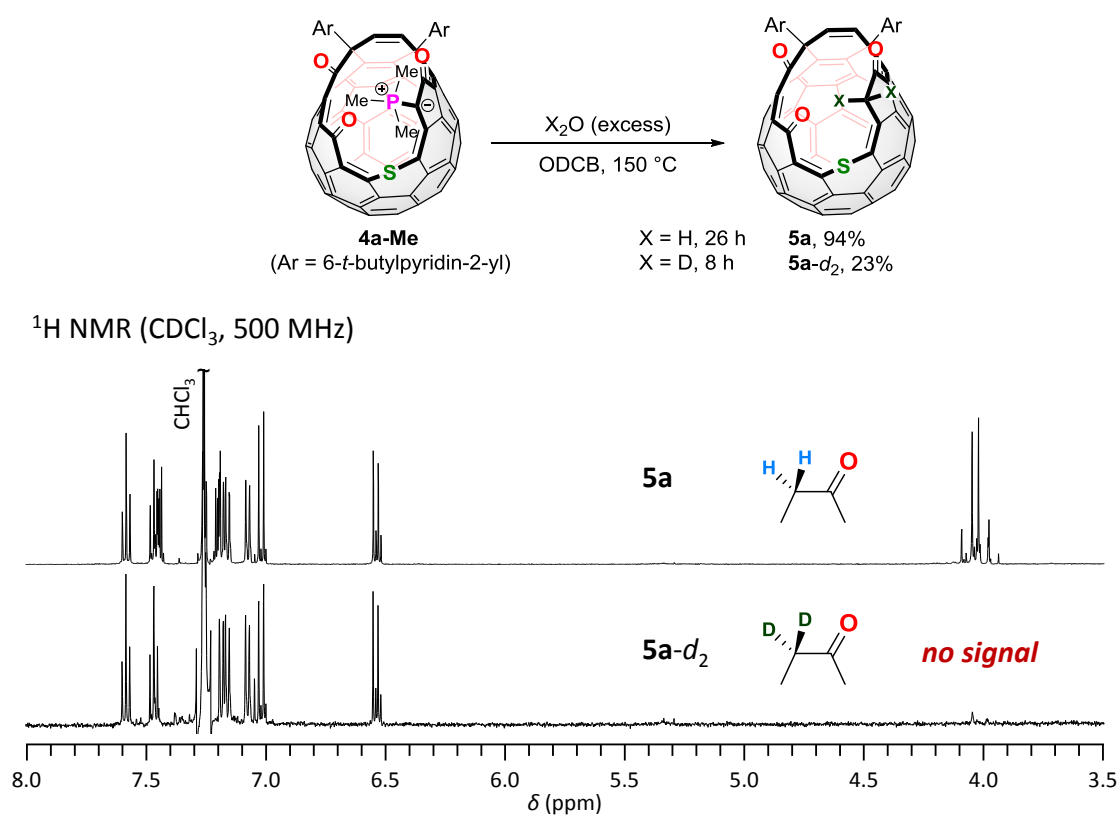 Ar Ar Ar Ar
O O O O
Me X X
Me P ⊕ ⊖
O Me O
X₂O (excess)
ODCB, 150 °C
S S
4a-Me
(Ar = 6-t-butylpyridin-2-yl)
X = H, 26 h 5a, 94%
X = D, 8 h 5a-d₂, 23%
¹H NMR (CDCl₃, 500 MHz)
CHCl₃
5a
H H O
5a-d₂
D D O
no signal
8.0 7.5 7.0 6.5 6.0 5.5 5.0 4.5 4.0 3.5
δ (ppm)